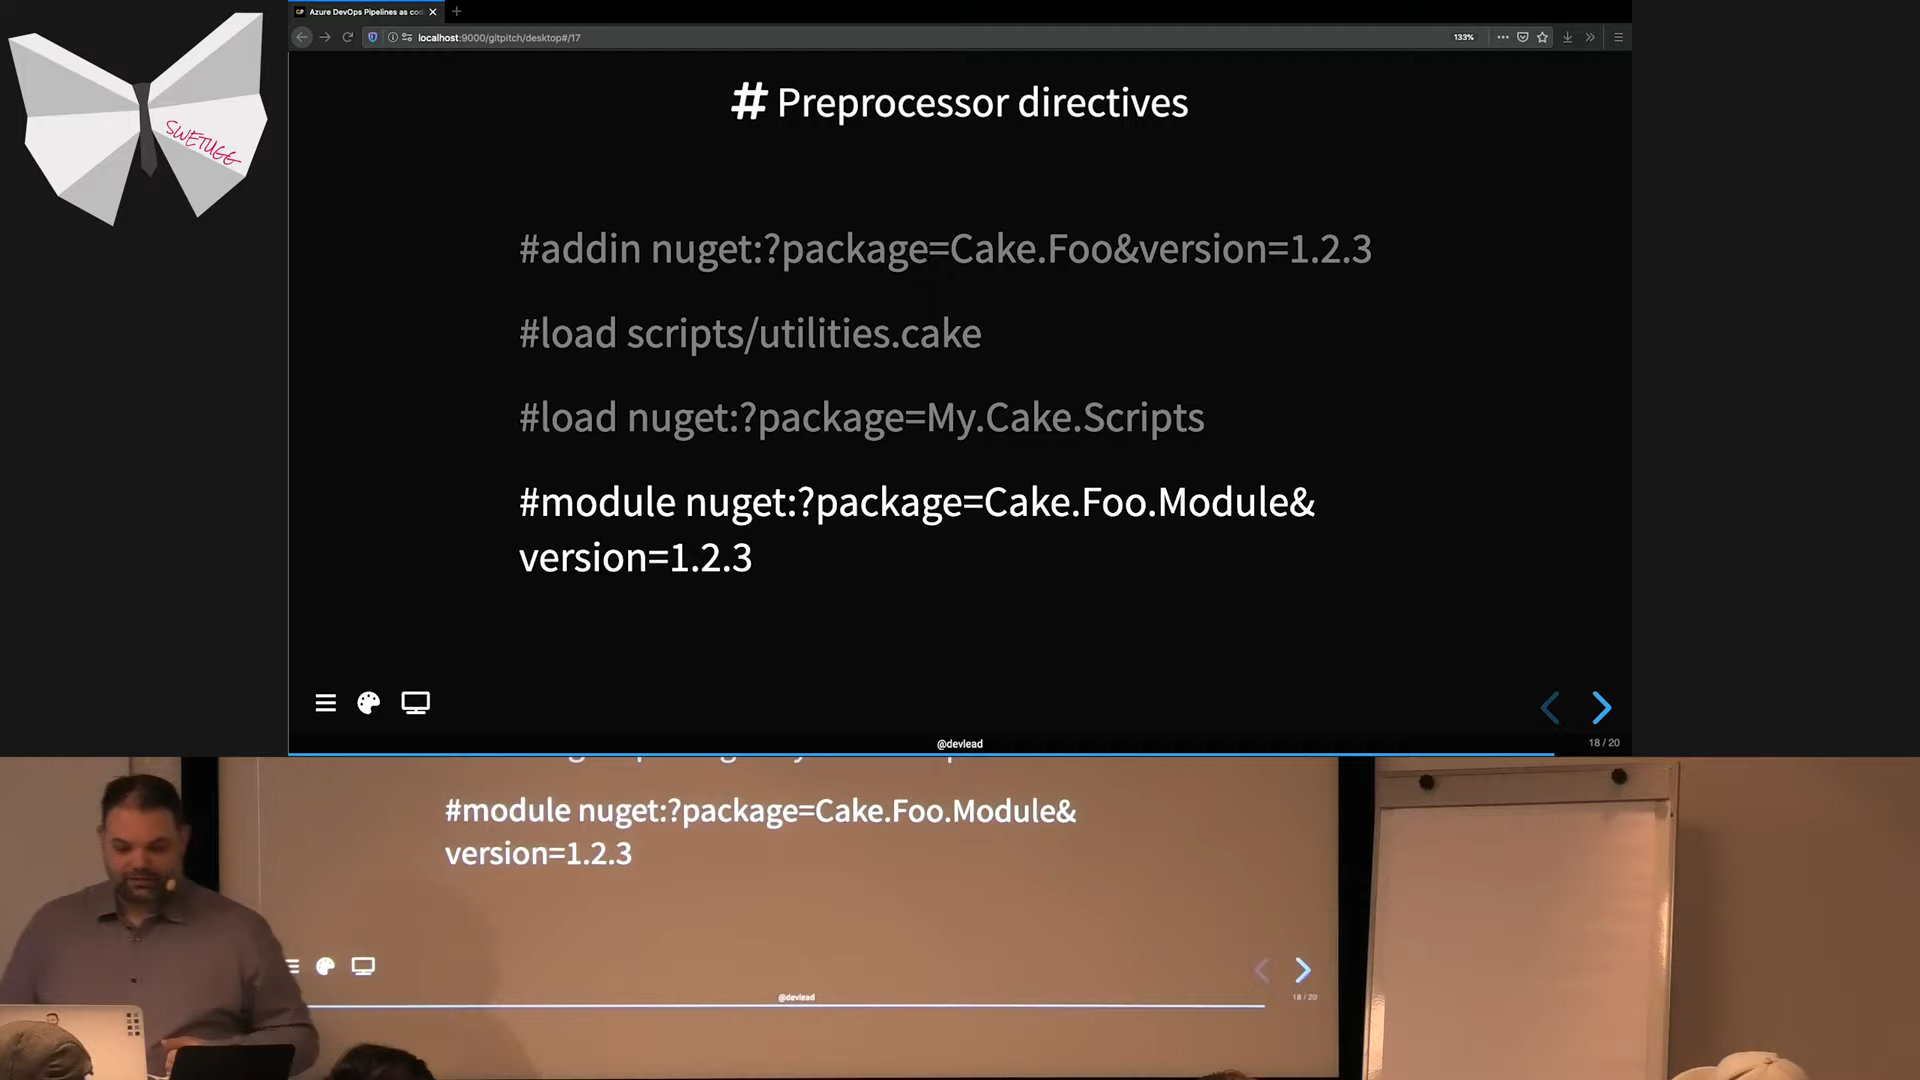 Azure DevOps Pipelines as cod
localhost:9000/gitpitch/desktop#/17
133%
SWETUGG
# Preprocessor directives
#addin nuget:?package=Cake.Foo&version=1.2.3
#load scripts/utilities.cake
#load nuget:?package=My.Cake.Scripts
#module nuget:?package=Cake.Foo.Module&
version=1.2.3
@devlead
18 / 20
#module nuget:?package=Cake.Foo.Module&
version=1.2.3
@devlead
18 / 20